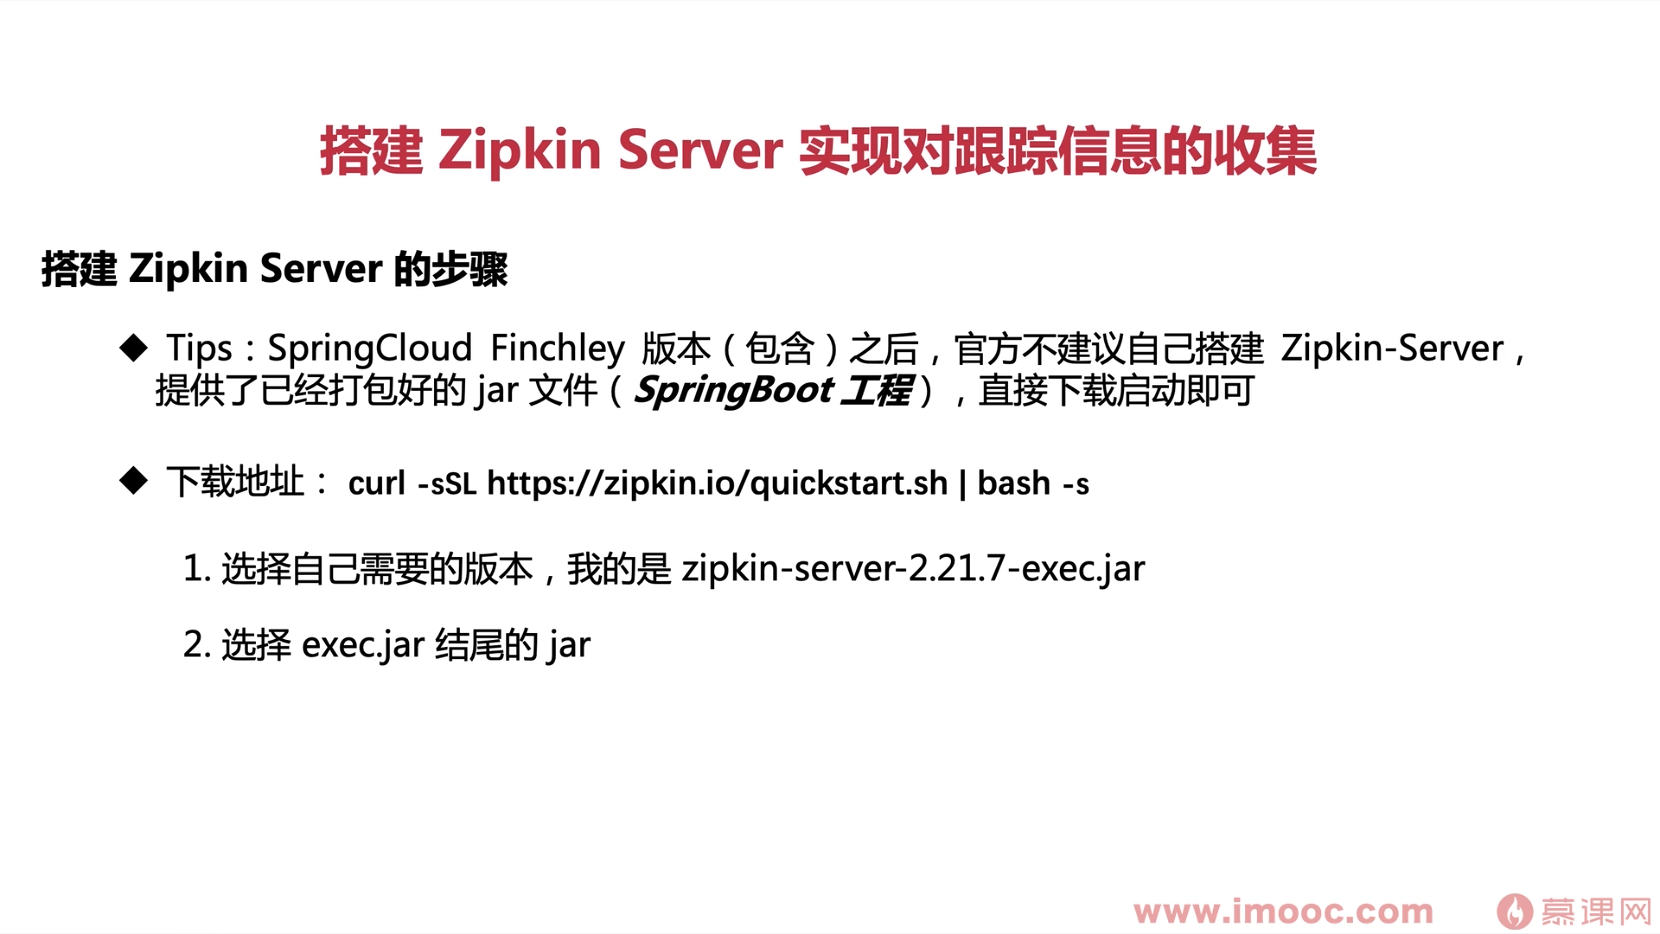 搭建 Zipkin Server 实现对跟踪信息的收集
搭建 Zipkin Server 的步骤
◆ Tips：SpringCloud Finchley 版本（包含）之后，官方不建议自己搭建 Zipkin-Server，
提供了已经打包好的 jar 文件（SpringBoot 工程），直接下载启动即可
◆ 下载地址： curl -sSL https://zipkin.io/quickstart.sh | bash -s
1. 选择自己需要的版本，我的是 zipkin-server-2.21.7-exec.jar
2. 选择 exec.jar 结尾的 jar
www.imooc.com 慕课网